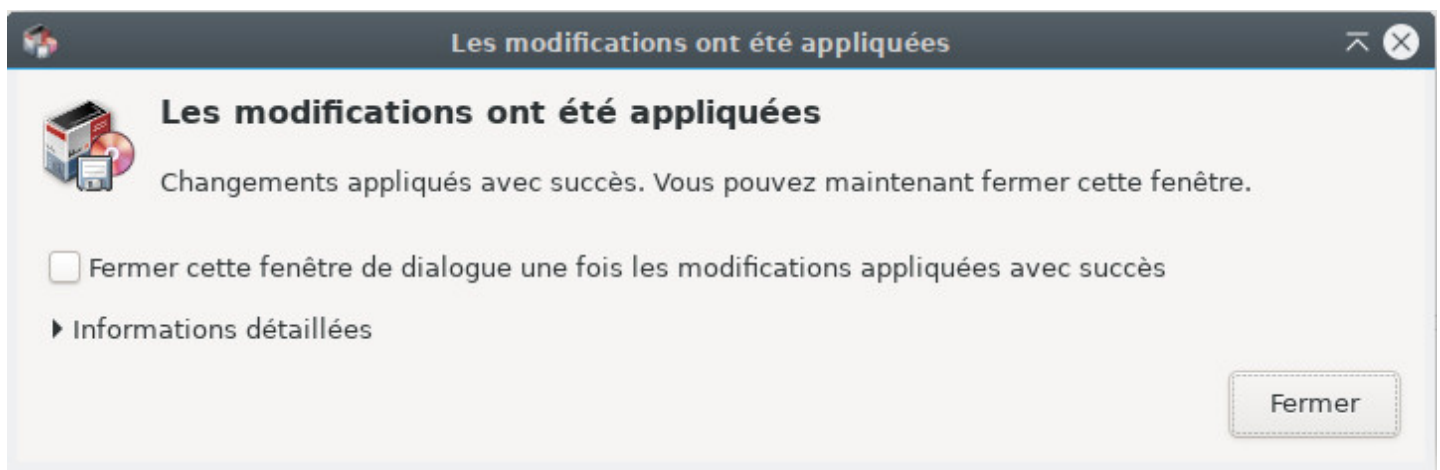 Les modifications ont été appliquées
Les modifications ont été appliquées
Changements appliqués avec succès. Vous pouvez maintenant fermer cette fenêtre.
Fermer cette fenêtre de dialogue une fois les modifications appliquées avec succès
Informations détaillées
Fermer